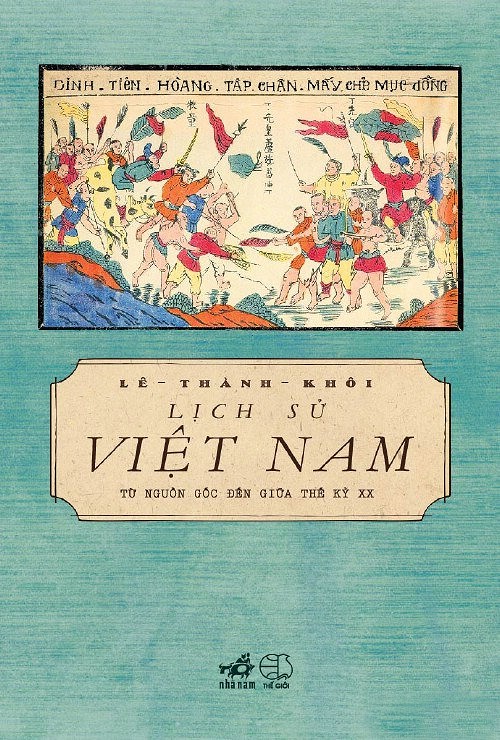 ĐINH . TIÊN . HOÀNG . TẬP . CHẬN . MẤY . CHẺ MỤC ĐỒNG
LÊ - THÀNH - KHÔI
LỊCH SỬ
VIỆT NAM
TỪ NGUỒN GỐC ĐẾN GIỮA THẾ KỶ XX
nhã nam
THẾ GIỚI